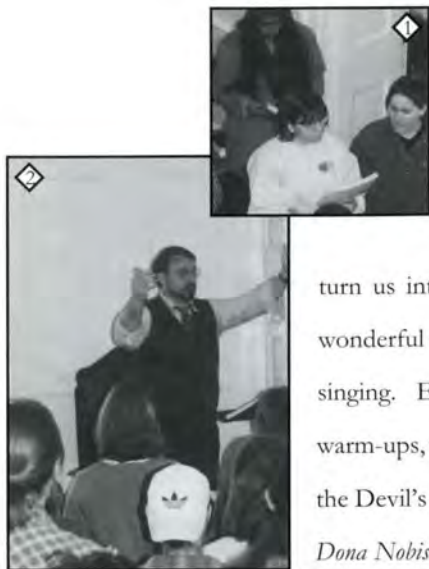 1
2
turn us int
wonderful
singing. E
warm-ups,
the Devil's
Dona Nobis